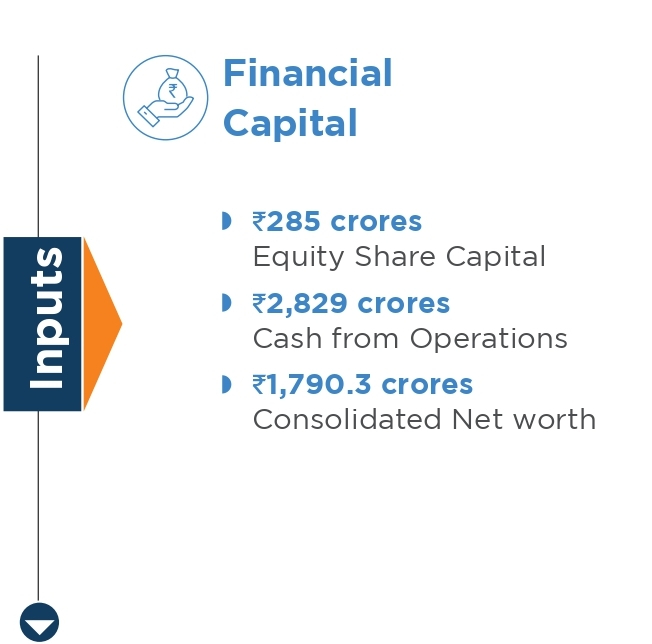 Financial
Capital
₹285 crores
Equity Share Capital
₹2,829 crores
Cash from Operations
₹1,790.3 crores
Consolidated Net worth
Inputs
₹